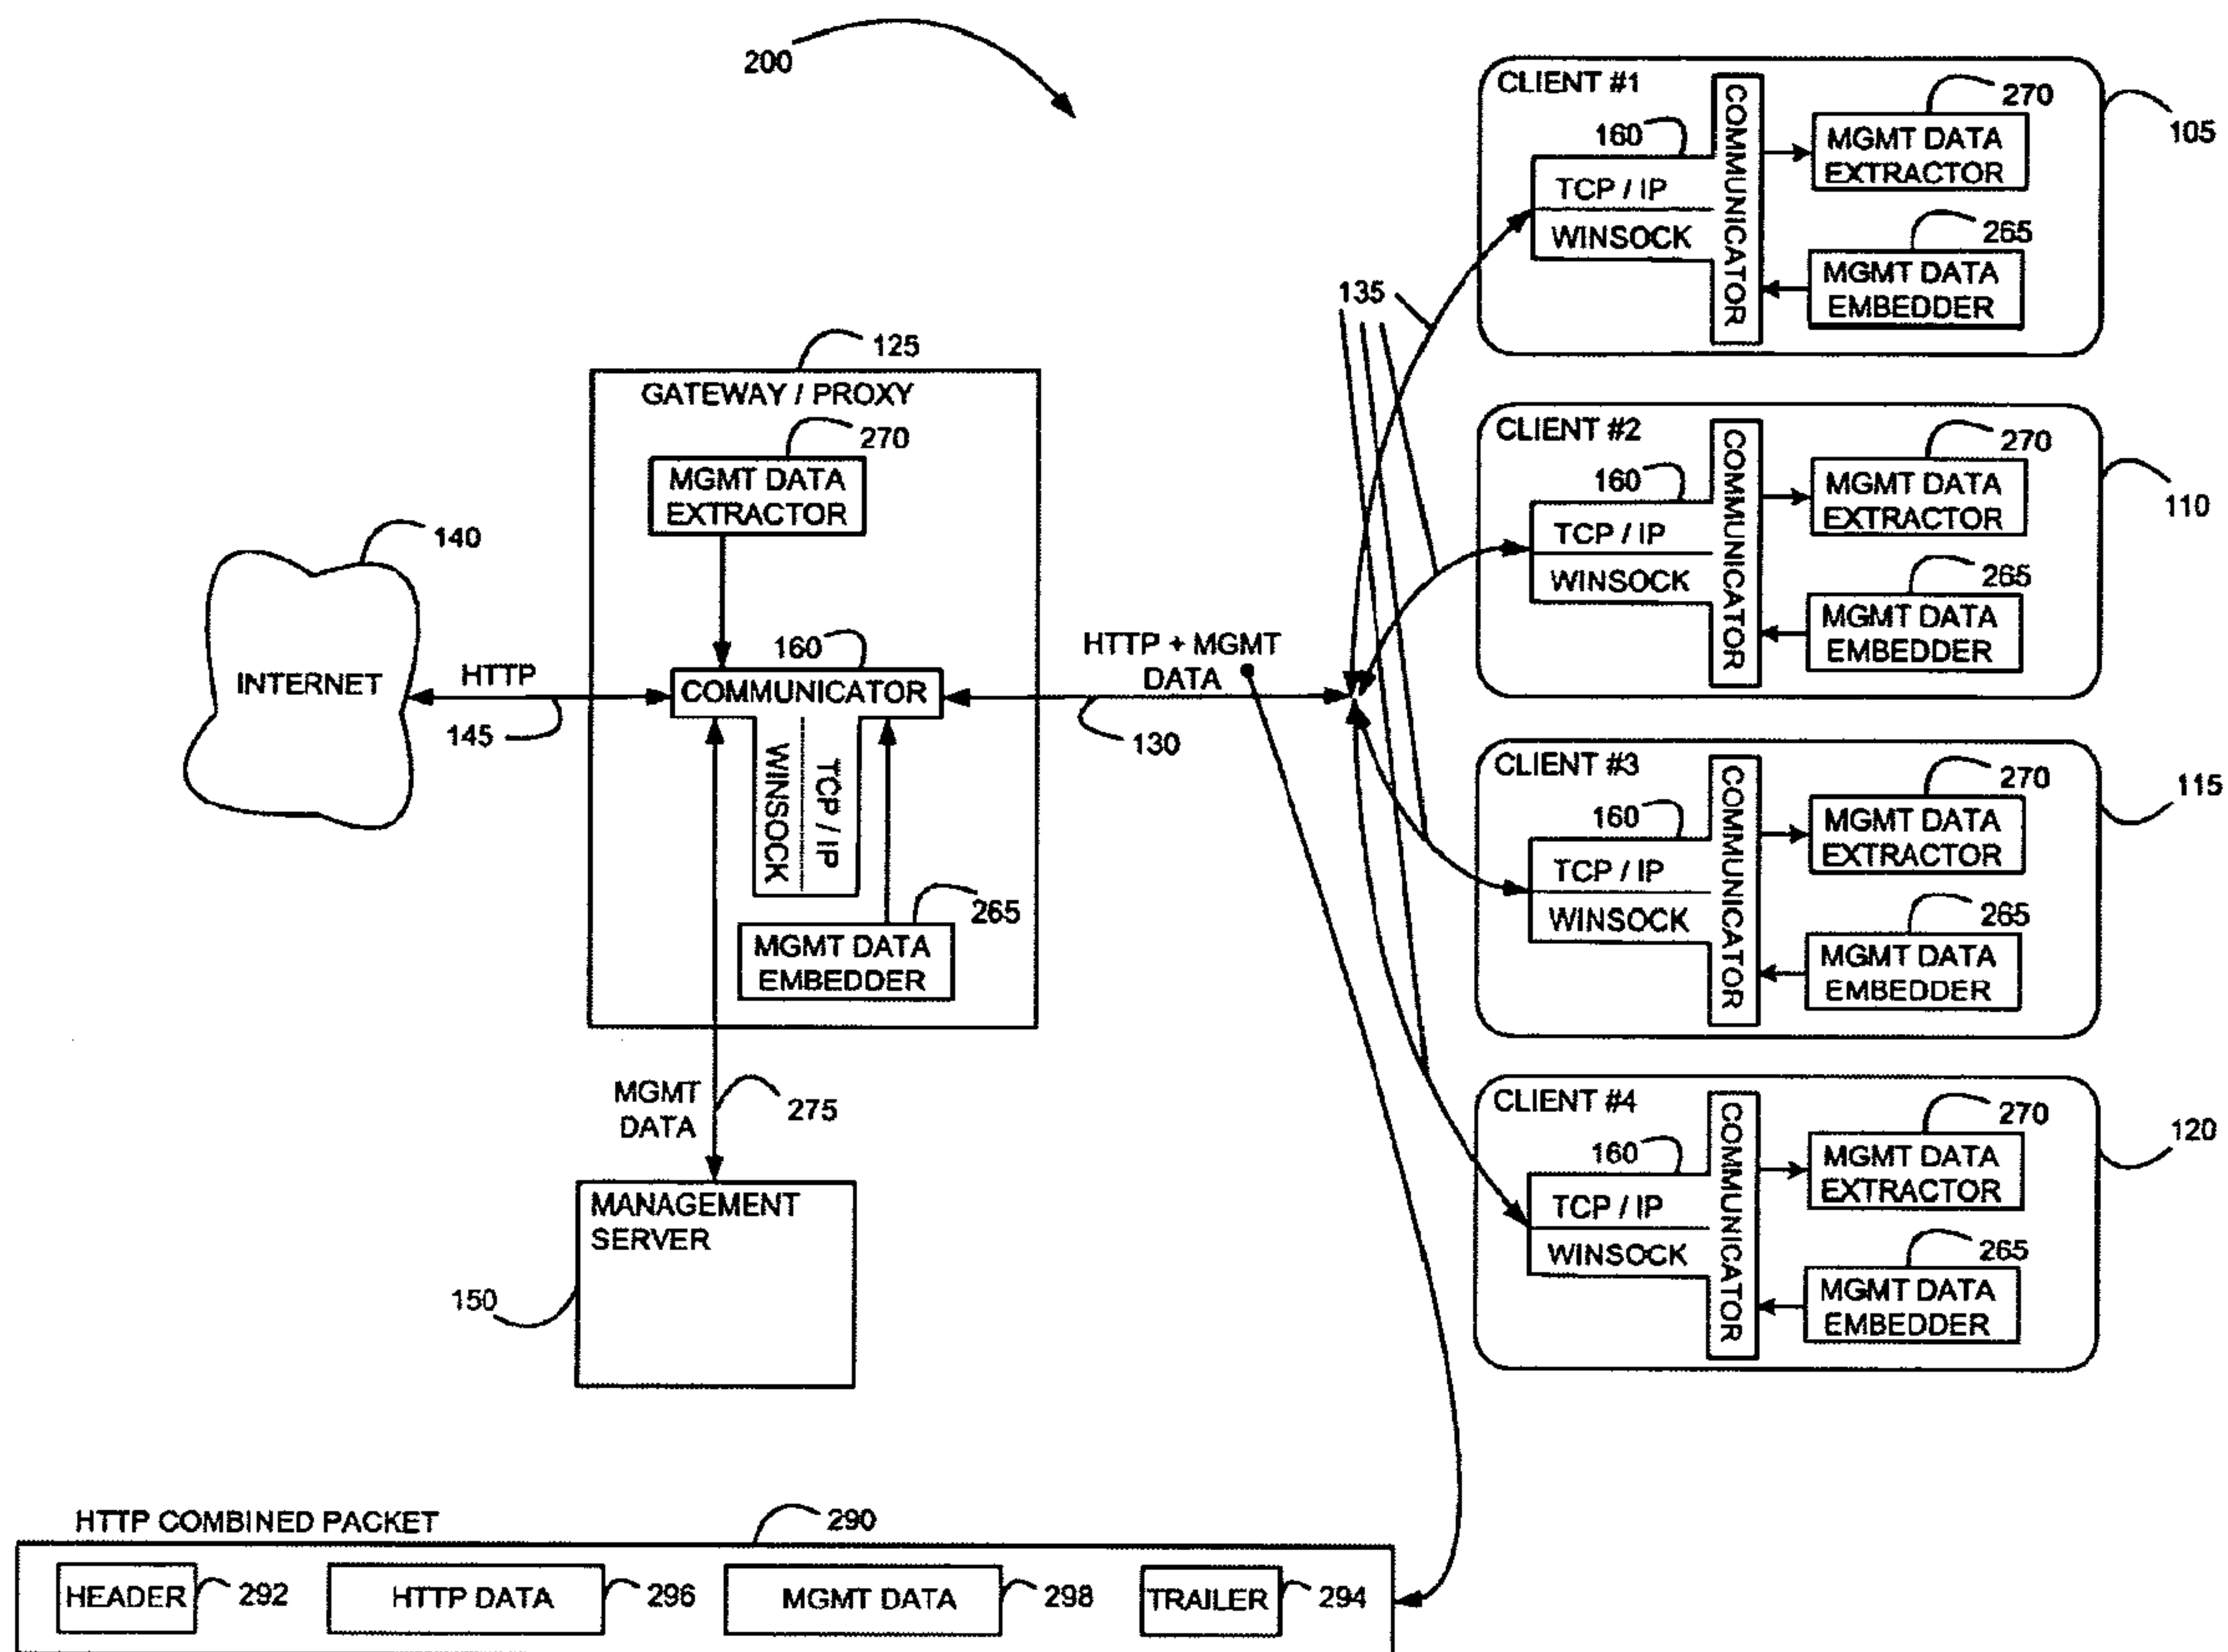 200
CLIENT #1
270
105
160
COMMUNICATOR
MGMT DATA
EXTRACTOR
TCP / IP
WINSOCK
265
MGMT DATA
EMBEDDER
135
125
GATEWAY / PROXY
270
MGMT DATA
EXTRACTOR
CLIENT #2
270
110
160
COMMUNICATOR
MGMT DATA
EXTRACTOR
TCP / IP
WINSOCK
265
MGMT DATA
EMBEDDER
140
INTERNET
HTTP
145
160
COMMUNICATOR
WINSOCK
TCP / IP
HTTP + MGMT
DATA
130
265
MGMT DATA
EMBEDDER
CLIENT #3
270
115
160
COMMUNICATOR
MGMT DATA
EXTRACTOR
TCP / IP
WINSOCK
265
MGMT DATA
EMBEDDER
MGMT
DATA
275
MANAGEMENT
SERVER
150
CLIENT #4
270
120
160
COMMUNICATOR
MGMT DATA
EXTRACTOR
TCP / IP
WINSOCK
265
MGMT DATA
EMBEDDER
HTTP COMBINED PACKET
290
HEADER
292
HTTP DATA
296
MGMT DATA
298
TRAILER
294